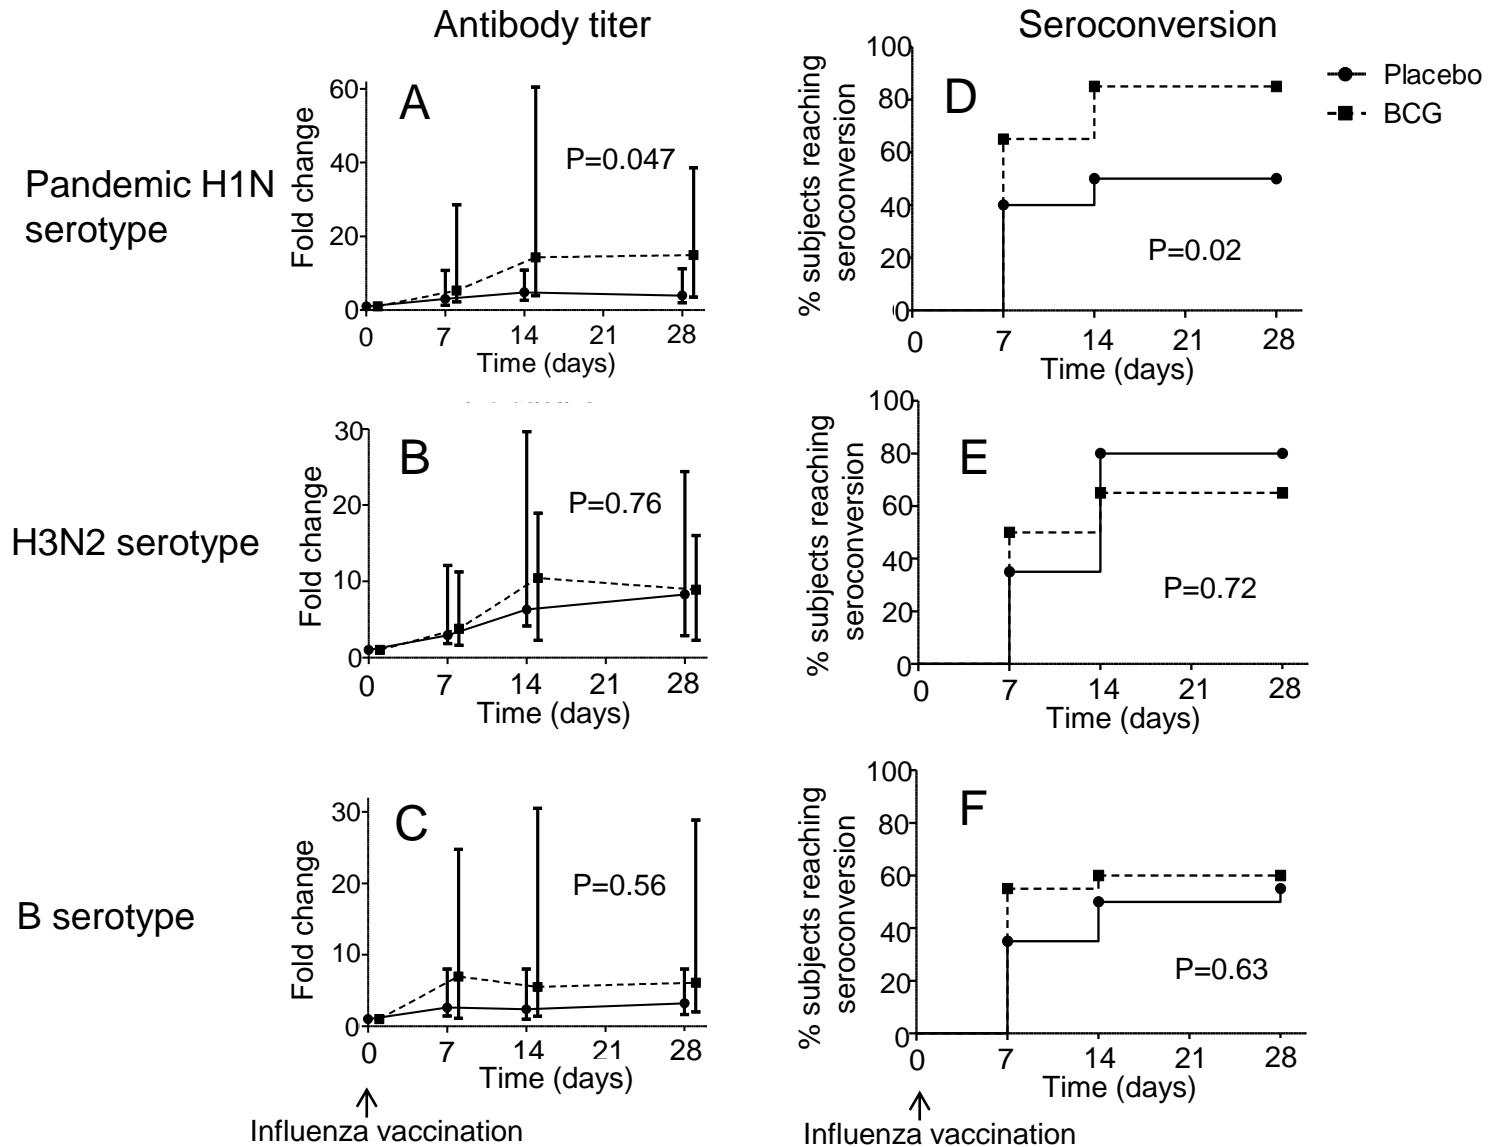 Antibody titer
Seroconversion
Placebo
BCG
Pandemic H1N
serotype
A
Fold change
60
40
20
0
P=0.047
0 7 14 21 28
Time (days)
D
% subjects reaching
seroconversion
100
80
60
40
20
0
P=0.02
0 7 14 21 28
Time (days)
H3N2 serotype
B
Fold change
30
20
10
0
P=0.76
0 7 14 21 28
Time (days)
E
% subjects reaching
seroconversion
100
80
60
40
20
0
P=0.72
0 7 14 21 28
Time (days)
B serotype
C
Fold change
30
20
10
0
P=0.56
0 7 14 21 28
Time (days)
Influenza vaccination
F
% subjects reaching
seroconversion
100
80
60
40
20
0
P=0.63
0 7 14 21 28
Time (days)
Influenza vaccination